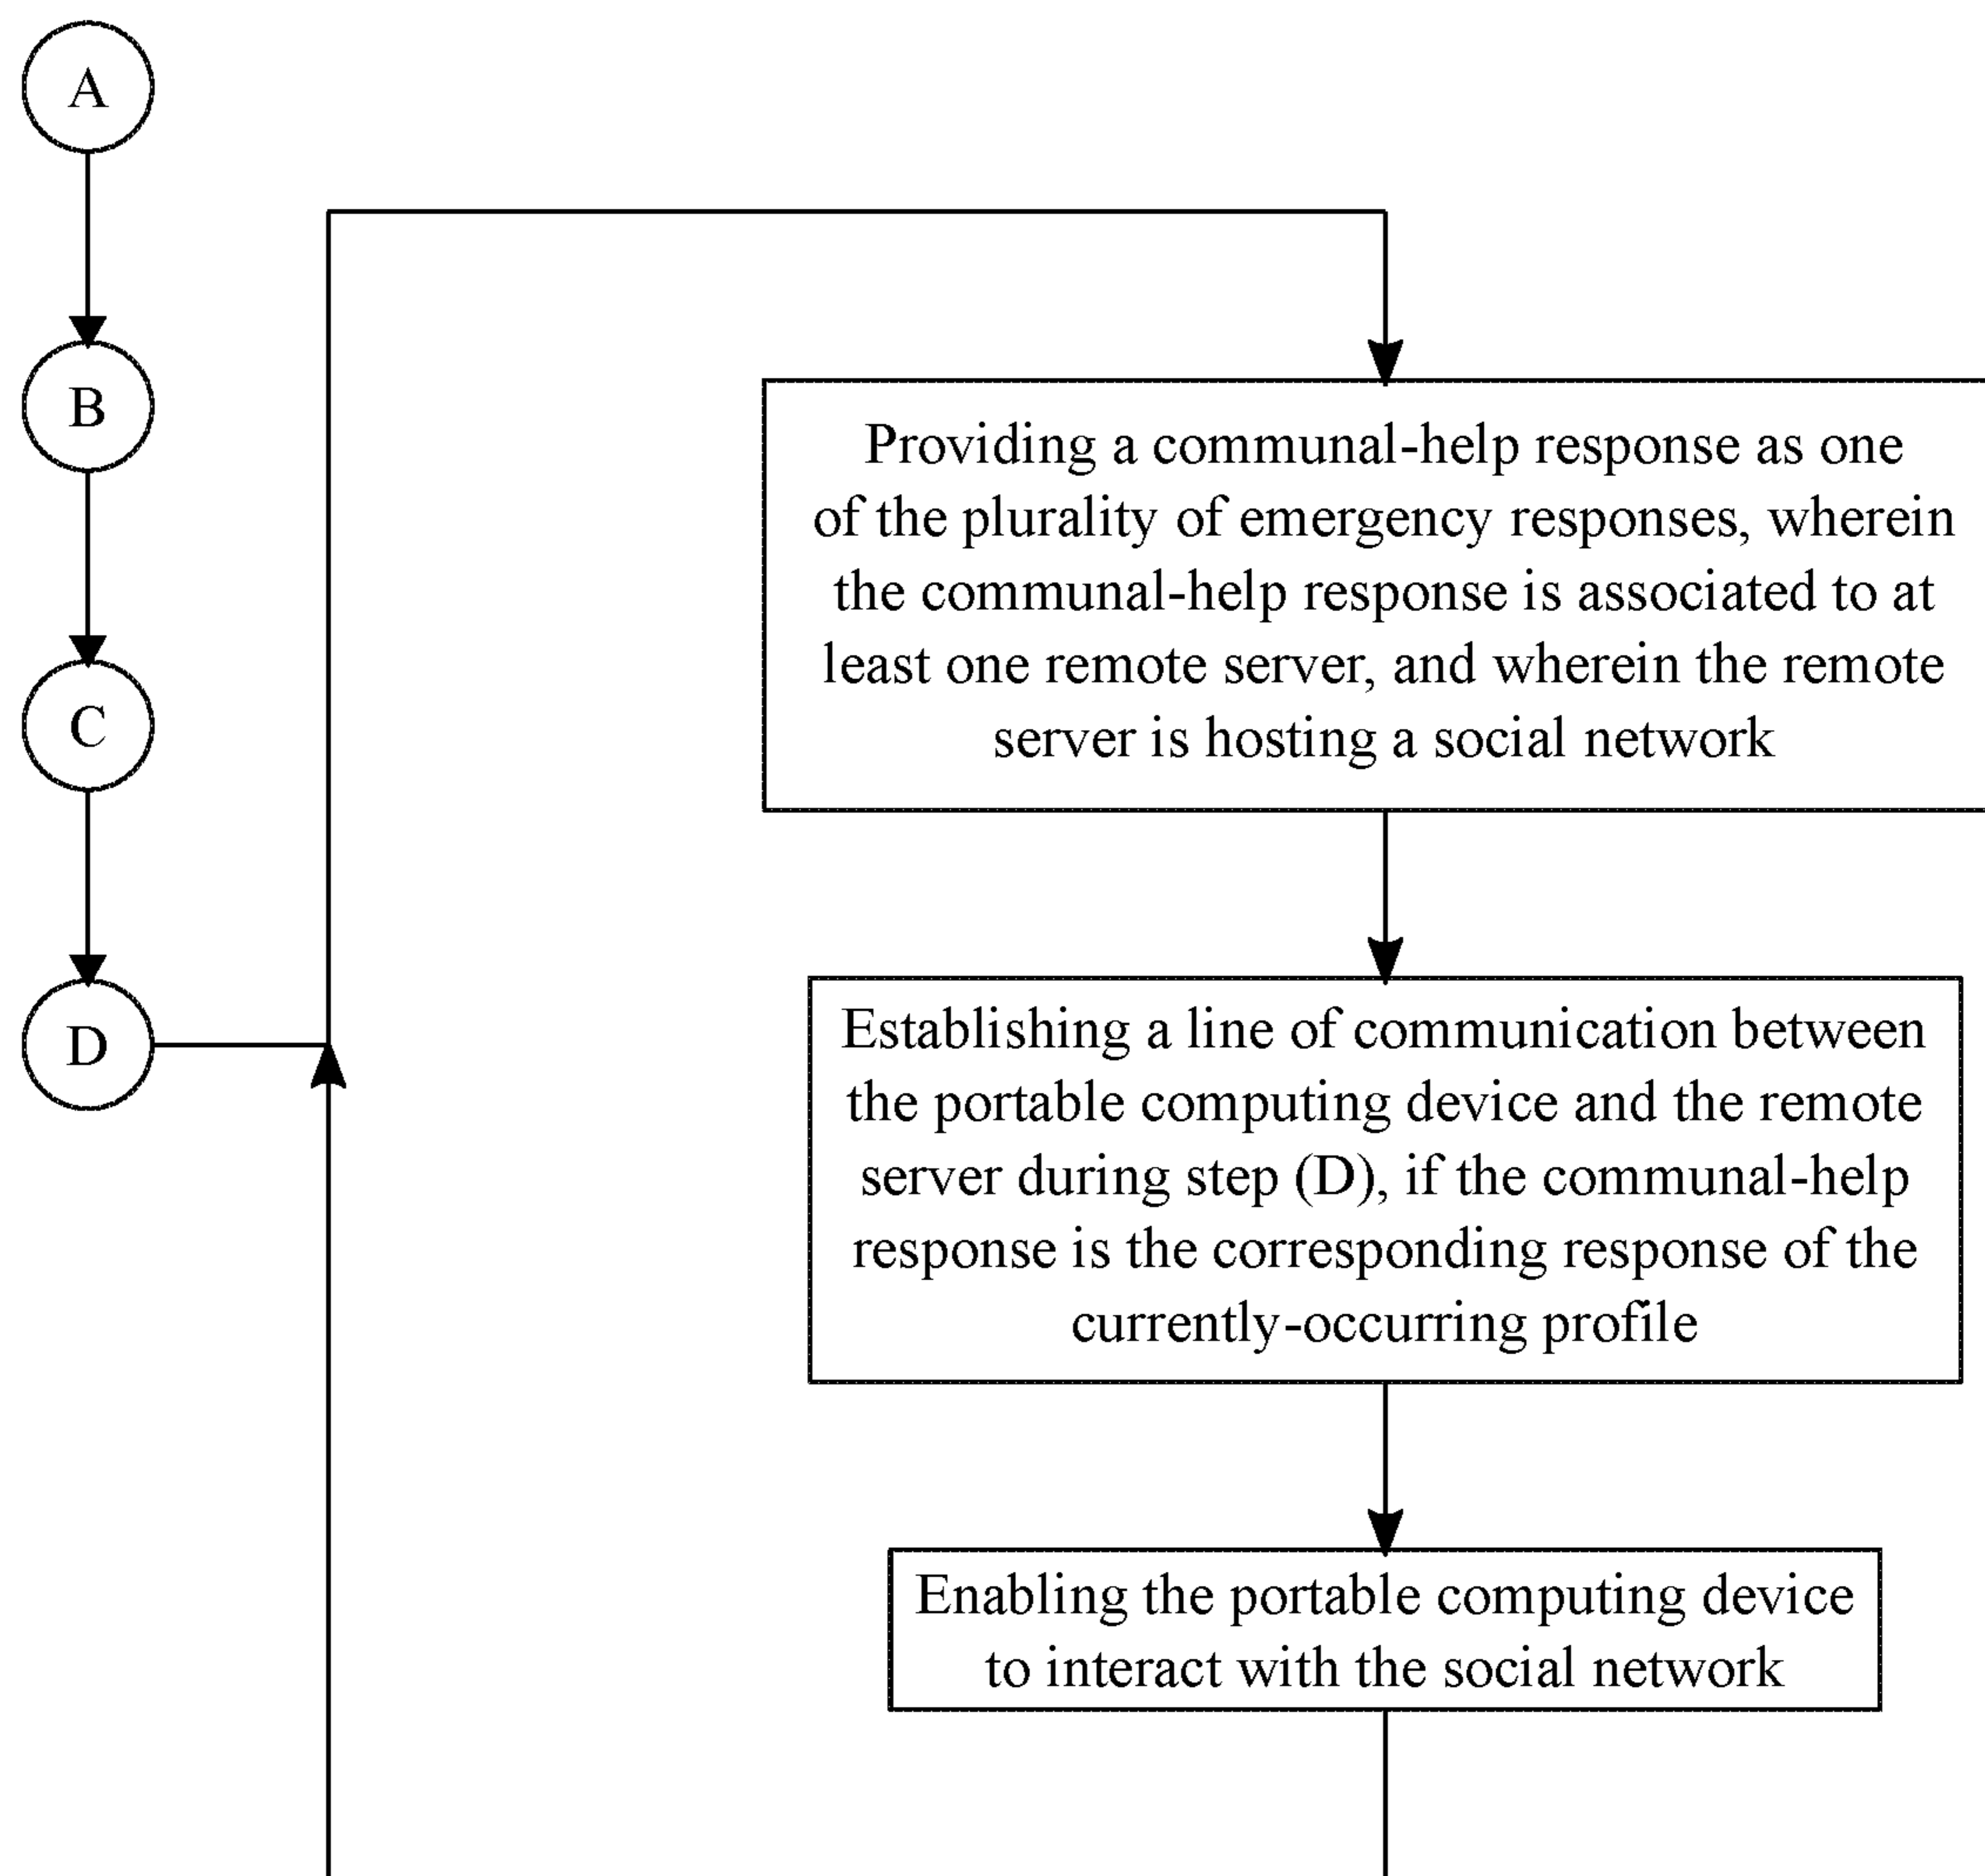 A
B
C
D
Providing a communal-help response as one
of the plurality of emergency responses, wherein
the communal-help response is associated to at
least one remote server, and wherein the remote
server is hosting a social network
Establishing a line of communication between
the portable computing device and the remote
server during step (D), if the communal-help
response is the corresponding response of the
currently-occurring profile
Enabling the portable computing device
to interact with the social network